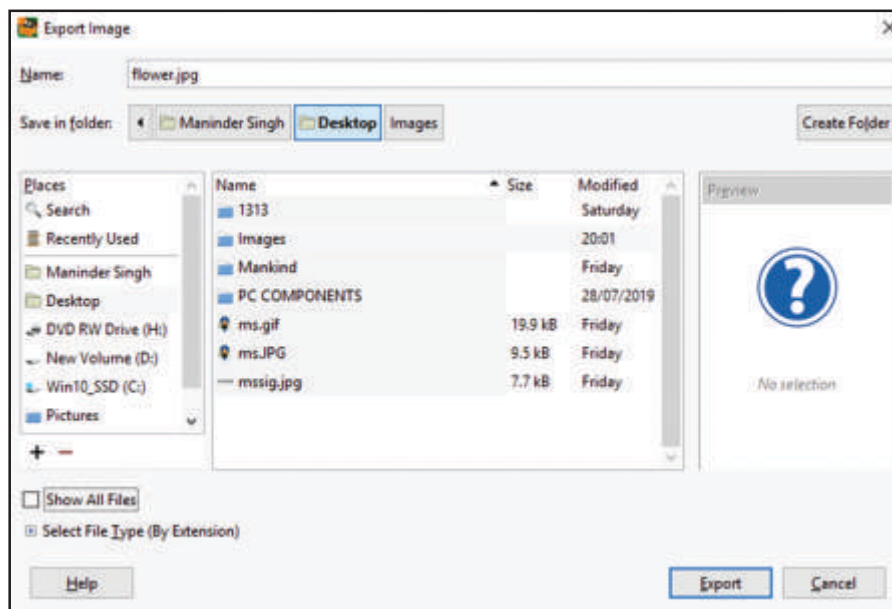 Export Image
Name: flower.jpg
Save in folder: Maninder Singh Desktop Images Create Folder
Places
Search
Recently Used
Maninder Singh
Desktop
DVD RW Drive (H:)
New Volume (D:)
Win10_SSD (C:)
Pictures
Name Size Modified
1313 Saturday
Images 20:01
Mankind Friday
PC COMPONENTS 28/07/2019
ms.gif 19.9 kB Friday
ms.JPG 9.5 kB Friday
mssig.jpg 7.7 kB Friday
Preview
No selection
Show All Files
Select File Type (By Extension)
Help Export Cancel